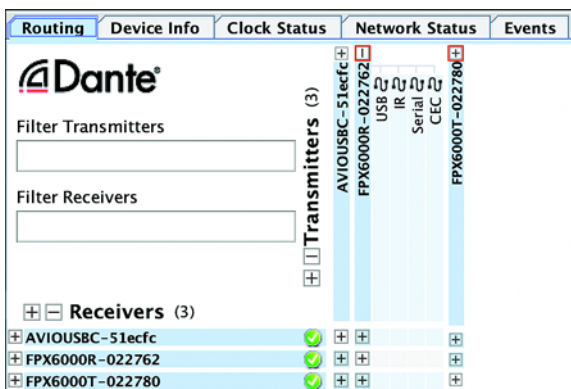 Routing
Device Info
Clock Status
Network Status
Events
Dante®
Filter Transmitters
Filter Receivers
Transmitters (3)
AVIOUSBC-51ecfc
FPX6000R-022762
USB
IR
Serial
CEC
FPX6000T-022780
Receivers (3)
AVIOUSBC-51ecfc
FPX6000R-022762
FPX6000T-022780